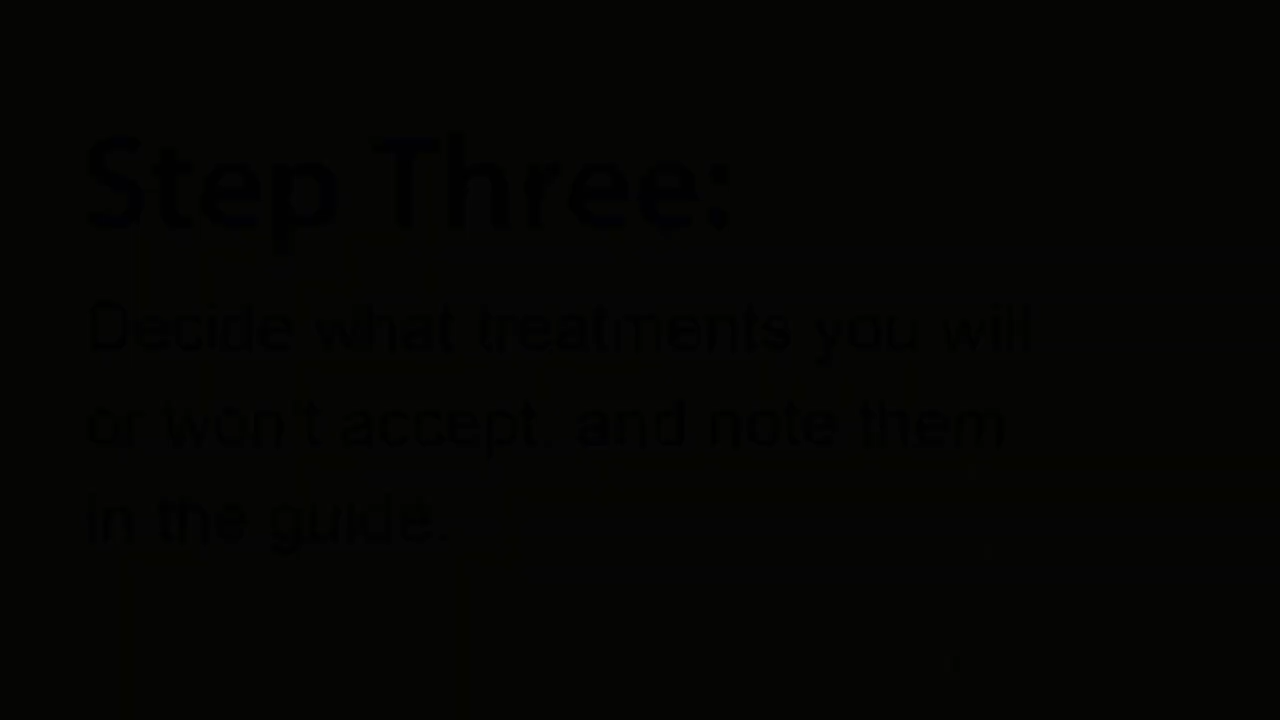 Step Three:
Decide what treatments you will
or won't accept, and note them
in the guide.